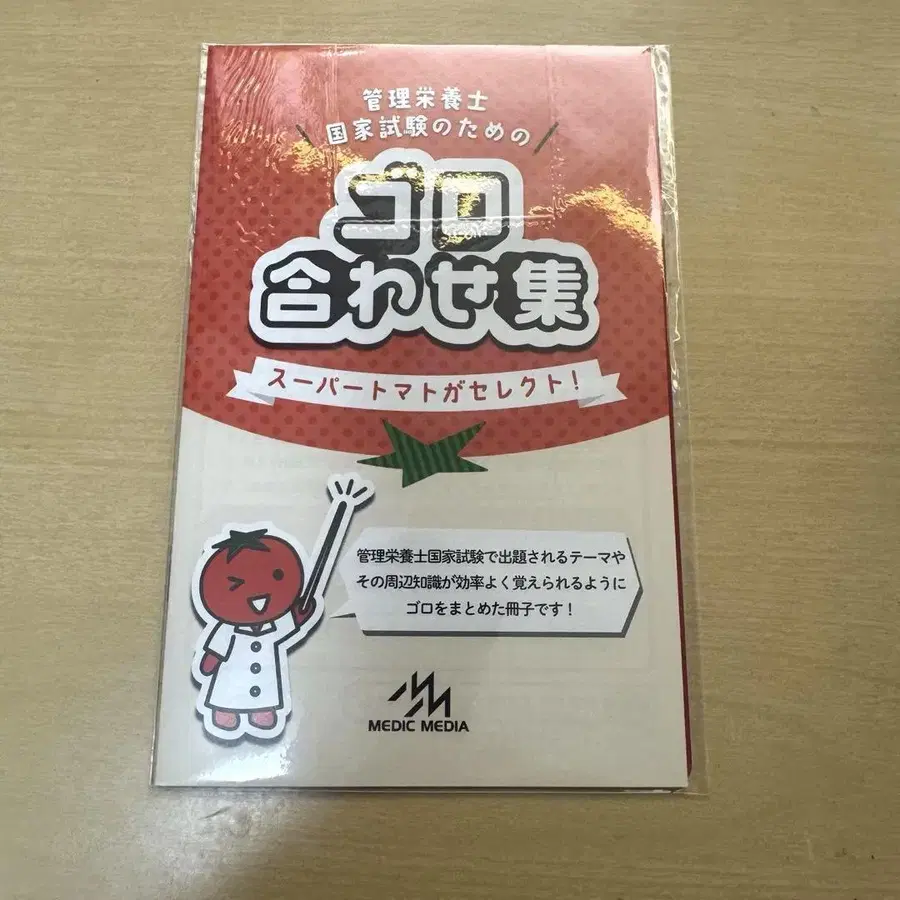 管理栄養士
国家試験のための
ゴロ
合わせ集
スーパートマトがセレクト!
管理栄養士国家試験で出題されるテーマや
その周辺知識が効率よく覚えられるように
ゴロをまとめた冊子です!
MEDIC MEDIA